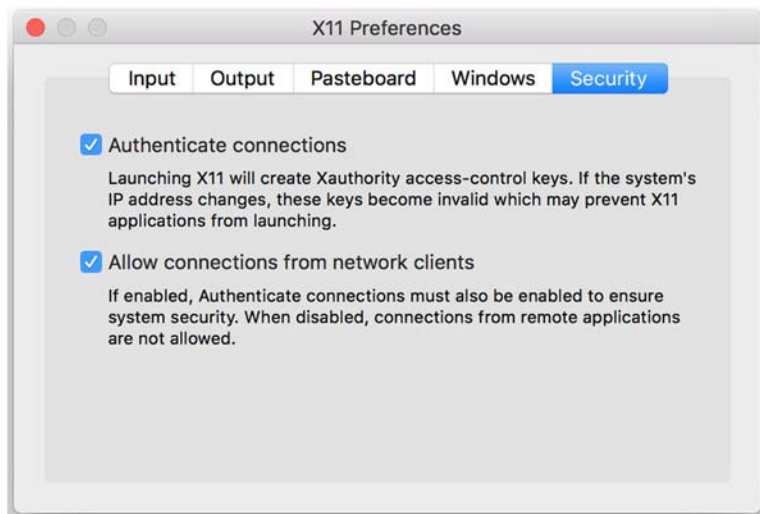 X11 Preferences
Input Output Pasteboard Windows Security
Authenticate connections
Launching X11 will create Xauthority access-control keys. If the system's
IP address changes, these keys become invalid which may prevent X11
applications from launching.
Allow connections from network clients
If enabled, Authenticate connections must also be enabled to ensure
system security. When disabled, connections from remote applications
are not allowed.